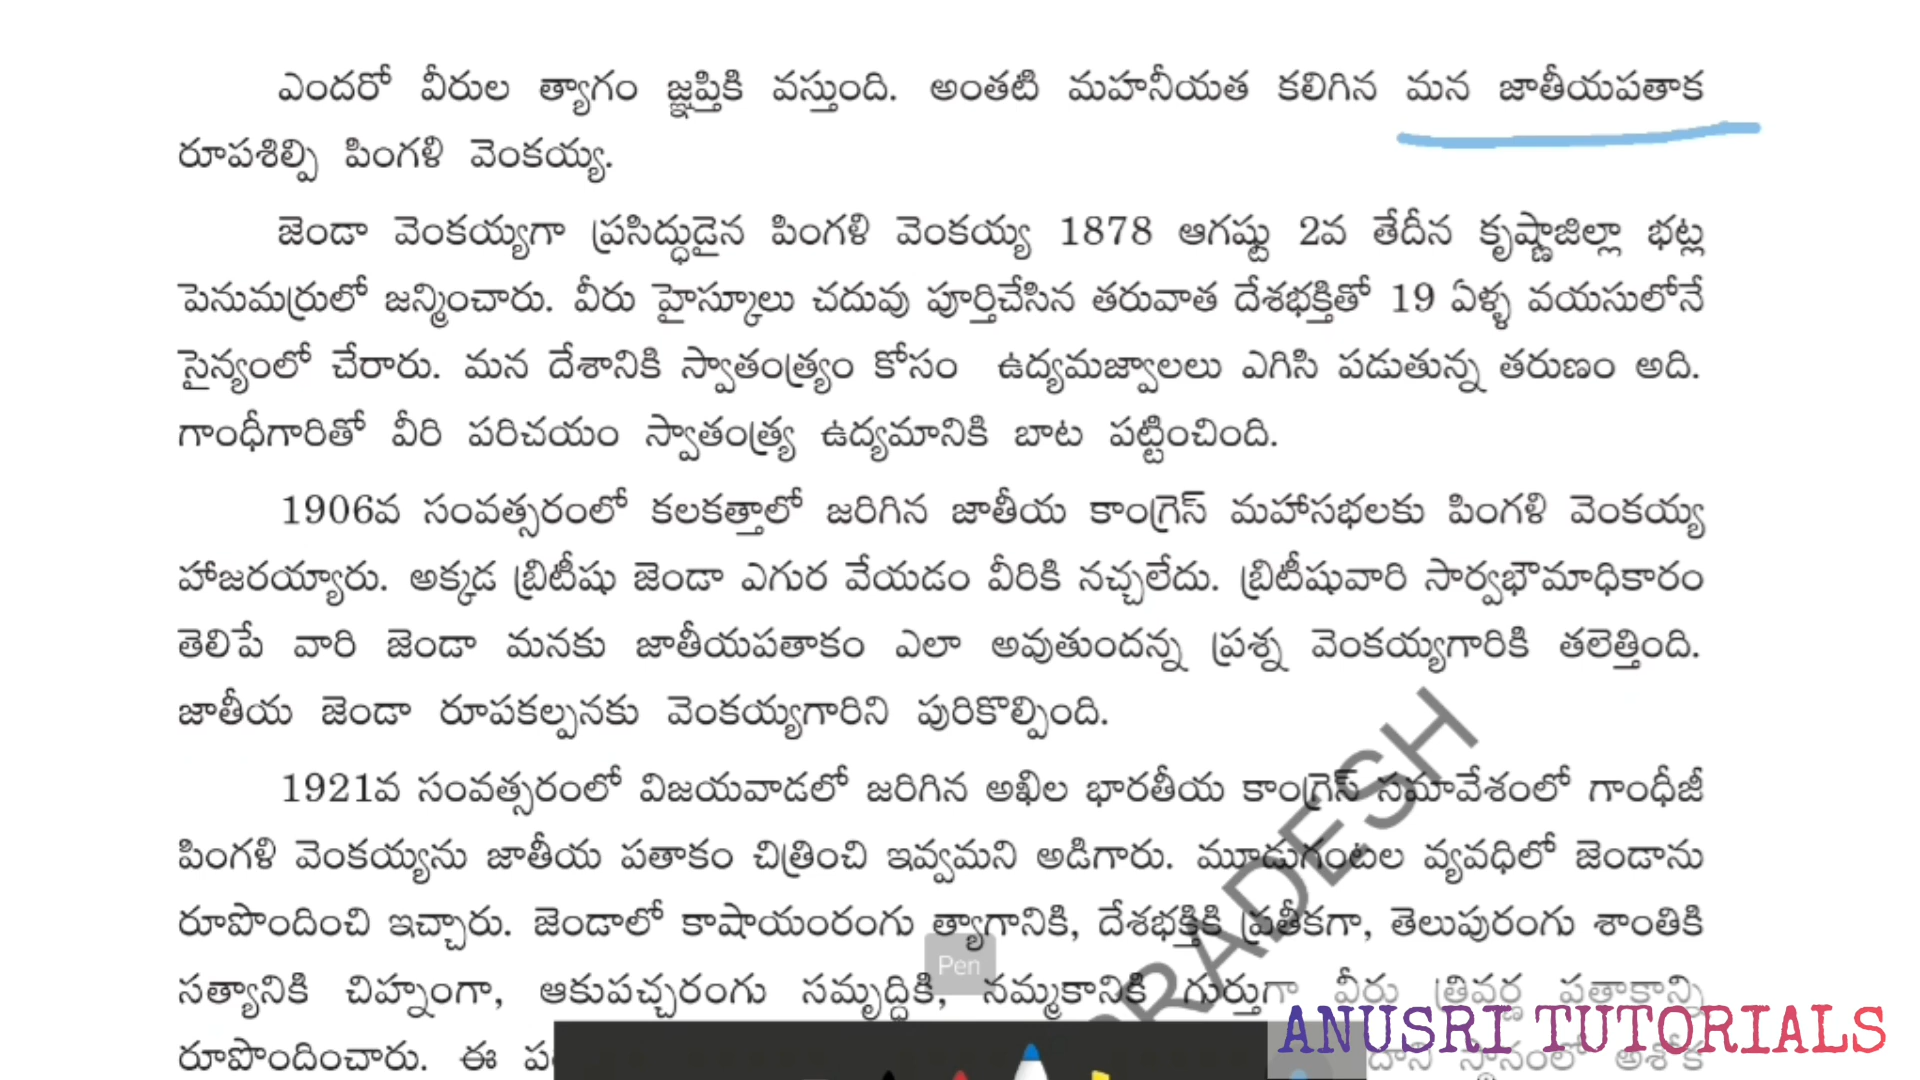 ఎందరో వీరుల త్యాగం జ్ఞప్తికి వస్తుంది. అంతటి మహనీయత కలిగిన మన జాతీయపతాక
రూపశిల్పి పింగళి వెంకయ్య.
జెండా వెంకయ్యగా ప్రసిద్ధుడైన పింగళి వెంకయ్య 1878 ఆగష్టు 2వ తేదీన కృష్ణాజిల్లా భట్ల
పెనుమర్రులో జన్మించారు. వీరు హైస్కూలు చదువు పూర్తిచేసిన తరువాత దేశభక్తితో 19 ఏళ్ళ వయసులోనే
సైన్యంలో చేరారు. మన దేశానికి స్వాతంత్ర్యం కోసం ఉద్యమజ్వాలలు ఎగిసి పడుతున్న తరుణం అది.
గాంధీగారితో వీరి పరిచయం స్వాతంత్ర్య ఉద్యమానికి బాట పట్టించింది.
1906వ సంవత్సరంలో కలకత్తాలో జరిగిన జాతీయ కాంగ్రెస్ మహాసభలకు పింగళి వెంకయ్య
హాజరయ్యారు. అక్కడ బ్రిటీషు జెండా ఎగుర వేయడం వీరికి నచ్చలేదు. బ్రిటీషువారి సార్వభౌమాధికారం
తెలిపే వారి జెండా మనకు జాతీయపతాకం ఎలా అవుతుందన్న ప్రశ్న వెంకయ్యగారికి తలెత్తింది.
జాతీయ జెండా రూపకల్పనకు వెంకయ్యగారిని పురికొల్పింది.
1921వ సంవత్సరంలో విజయవాడలో జరిగిన అఖిల భారతీయ కాంగ్రెస్ సమావేశంలో గాంధీజీ
పింగళి వెంకయ్యను జాతీయ పతాకం చిత్రించి ఇవ్వమని అడిగారు. మూడుగంటల వ్యవధిలో జెండాను
రూపొందించి ఇచ్చారు. జెండాలో కాషాయంరంగు త్యాగానికి, దేశభక్తికి ప్రతీకగా, తెలుపురంగు శాంతికి
Pen
సత్యానికి చిహ్నంగా, ఆకుపచ్చరంగు సమృద్ధికి, నమ్మకానికి గుర్తుగా వీరు త్రివర్ణ పతాకాన్ని
రూపొందించారు. ఈ స్థానంలో అశోక
RADESH
ANUSRI TUTORIALS